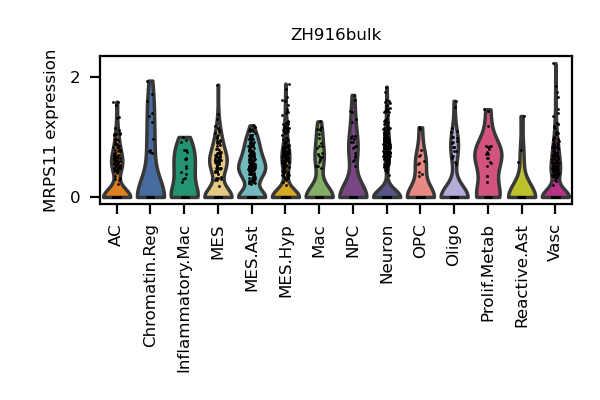 ZH916bulk
MRPS11 expression
2
0
AC
Chromatin.Reg
Inflammatory.Mac
MES
MES.Ast
MES.Hyp
Mac
NPC
Neuron
OPC
Oligo
Prolif.Metab
Reactive.Ast
Vasc